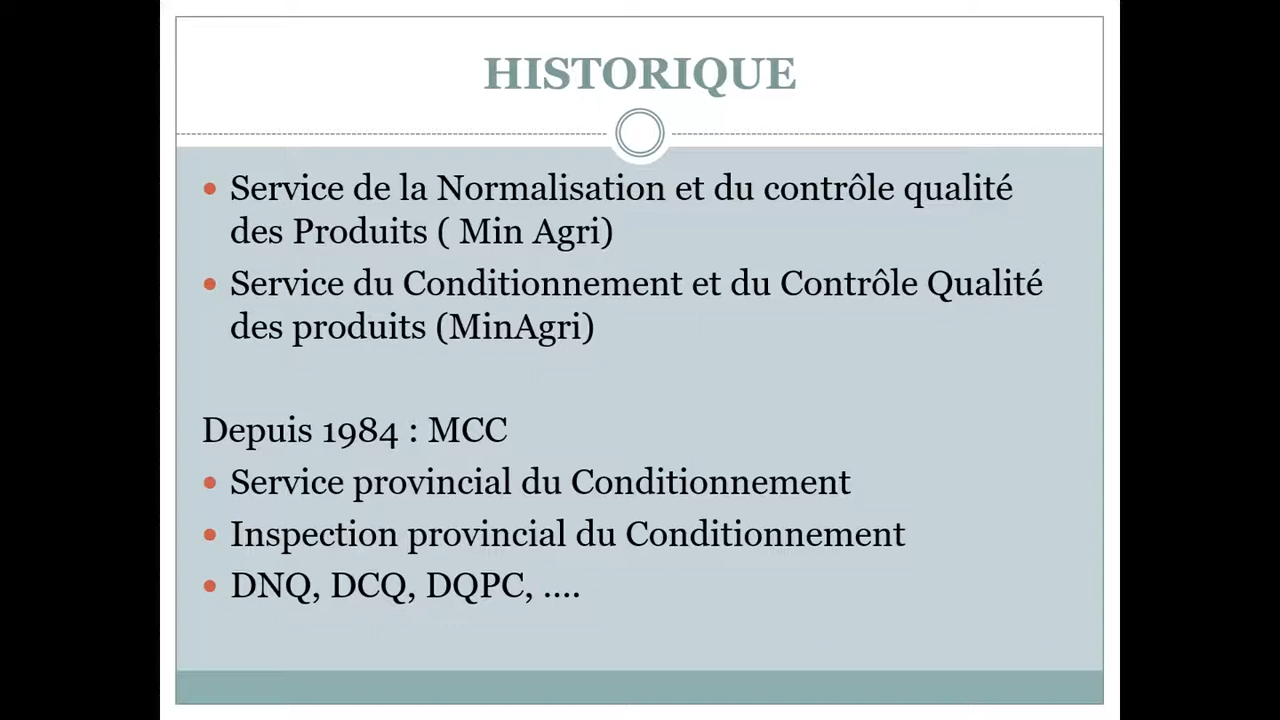 HISTORIQUE
• Service de la Normalisation et du contrôle qualité
des Produits ( Min Agri)
• Service du Conditionnement et du Contrôle Qualité
des produits (MinAgri)
Depuis 1984 : MCC
• Service provincial du Conditionnement
• Inspection provincial du Conditionnement
• DNQ, DCQ, DQPC, ....